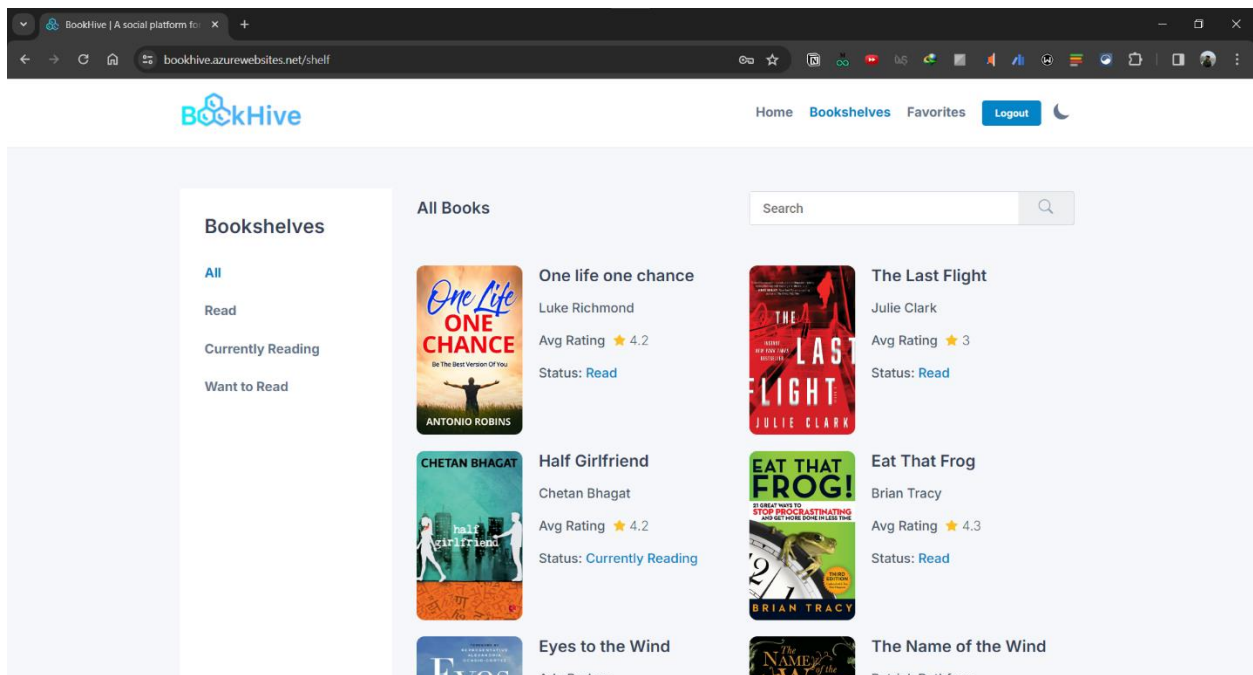 BookHive | A social platform fo
bookhive.azurewebsites.net/shelf
BookHive
Home Bookshelves Favorites Logout
Bookshelves
All
Read
Currently Reading
Want to Read
All Books
Search
One Life
ONE
CHANCE
Be The Best Version Of You
ANTONIO ROBINS
One life one chance
Luke Richmond
Avg Rating 4.2
Status: Read
THE
LAST
FLIGHT
JULIE CLARK
The Last Flight
Julie Clark
Avg Rating 3
Status: Read
CHETAN BHAGAT
half
girlfriend
Half Girlfriend
Chetan Bhagat
Avg Rating 4.2
Status: Currently Reading
EAT THAT
FROG!
21 GREAT WAYS TO
STOP PROCRASTINATING
AND GET MORE DONE IN LESS TIME
THIRD
EDITION
BRIAN TRACY
Eat That Frog
Brian Tracy
Avg Rating 4.3
Status: Read
Eyes to the Wind
The
NAME
of the
The Name of the Wind